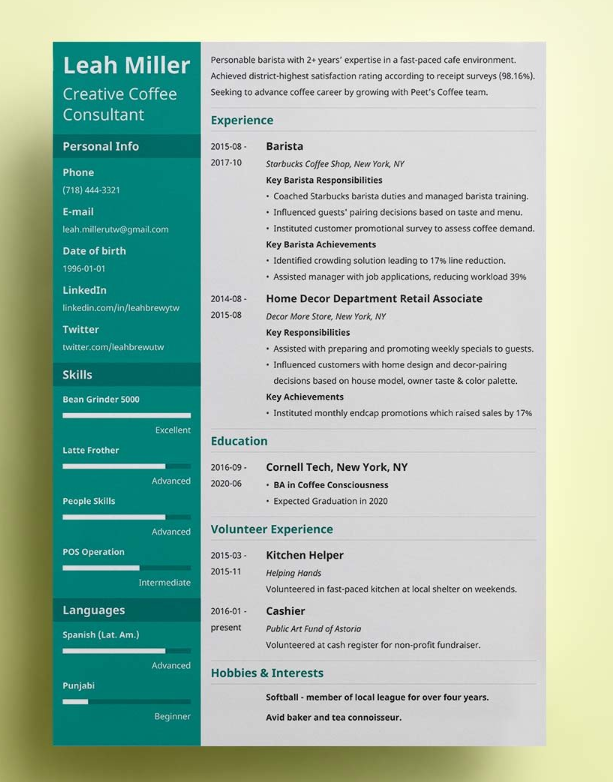 Leah Miller
Creative Coffee
Consultant
Personal Info
Phone
(718) 444-3321
E-mail
leah.millerutw@gmail.com
Date of birth
1996-01-01
LinkedIn
linkedin.com/in/leahbrewytw
Twitter
twitter.com/leahbrewutw
Skills
Bean Grinder 5000
Excellent
Latte Frother
Advanced
People Skills
Advanced
POS Operation
Intermediate
Languages
Spanish (Lat. Am.)
Advanced
Punjabi
Beginner
Personable barista with 2+ years' expertise in a fast-paced cafe environment.
Achieved district-highest satisfaction rating according to receipt surveys (98.16%).
Seeking to advance coffee career by growing with Peet's Coffee team.
Experience
2015-08 - Barista
2017-10 Starbucks Coffee Shop, New York, NY
Key Barista Responsibilities
• Coached Starbucks barista duties and managed barista training.
• Influenced guests' pairing decisions based on taste and menu.
• Instituted customer promotional survey to assess coffee demand.
Key Barista Achievements
• Identified crowding solution leading to 17% line reduction.
• Assisted manager with job applications, reducing workload 39%
2014-08 - Home Decor Department Retail Associate
2015-08 Decor More Store, New York, NY
Key Responsibilities
• Assisted with preparing and promoting weekly specials to guests.
• Influenced customers with home design and decor-pairing
decisions based on house model, owner taste & color palette.
Key Achievements
• Instituted monthly endcap promotions which raised sales by 17%
Education
2016-09 - Cornell Tech, New York, NY
2020-06 • BA in Coffee Consciousness
• Expected Graduation in 2020
Volunteer Experience
2015-03 - Kitchen Helper
2015-11 Helping Hands
Volunteered in fast-paced kitchen at local shelter on weekends.
2016-01 - Cashier
present Public Art Fund of Astoria
Volunteered at cash register for non-profit fundraiser.
Hobbies & Interests
Softball - member of local league for over four years.
Avid baker and tea connoisseur.